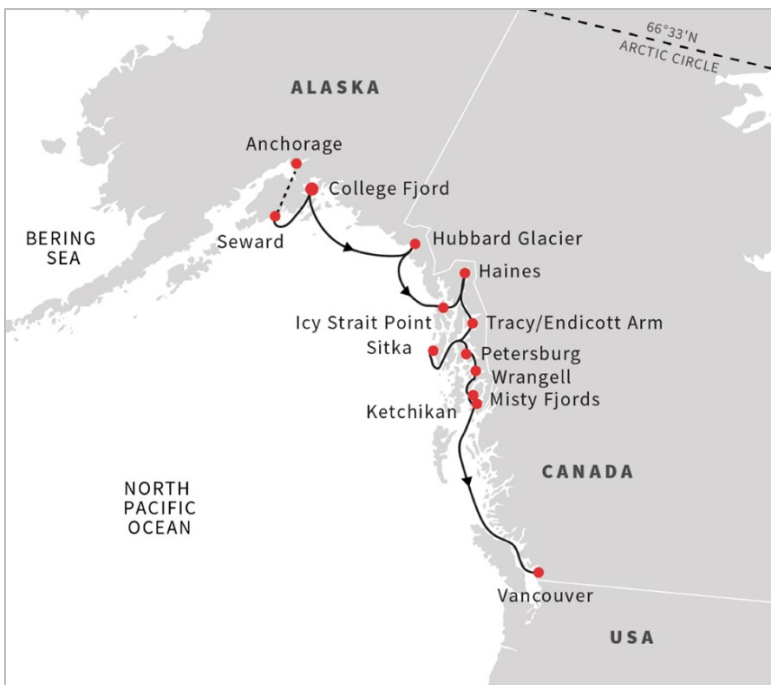 66°33'N
ARCTIC CIRCLE
ALASKA
Anchorage
College Fjord
BERING
SEA
Seward
Hubbard Glacier
Haines
Icy Strait Point
Tracy/Endicott Arm
Sitka
Petersburg
Wrangell
Misty Fjords
Ketchikan
CANADA
NORTH
PACIFIC
OCEAN
Vancouver
USA